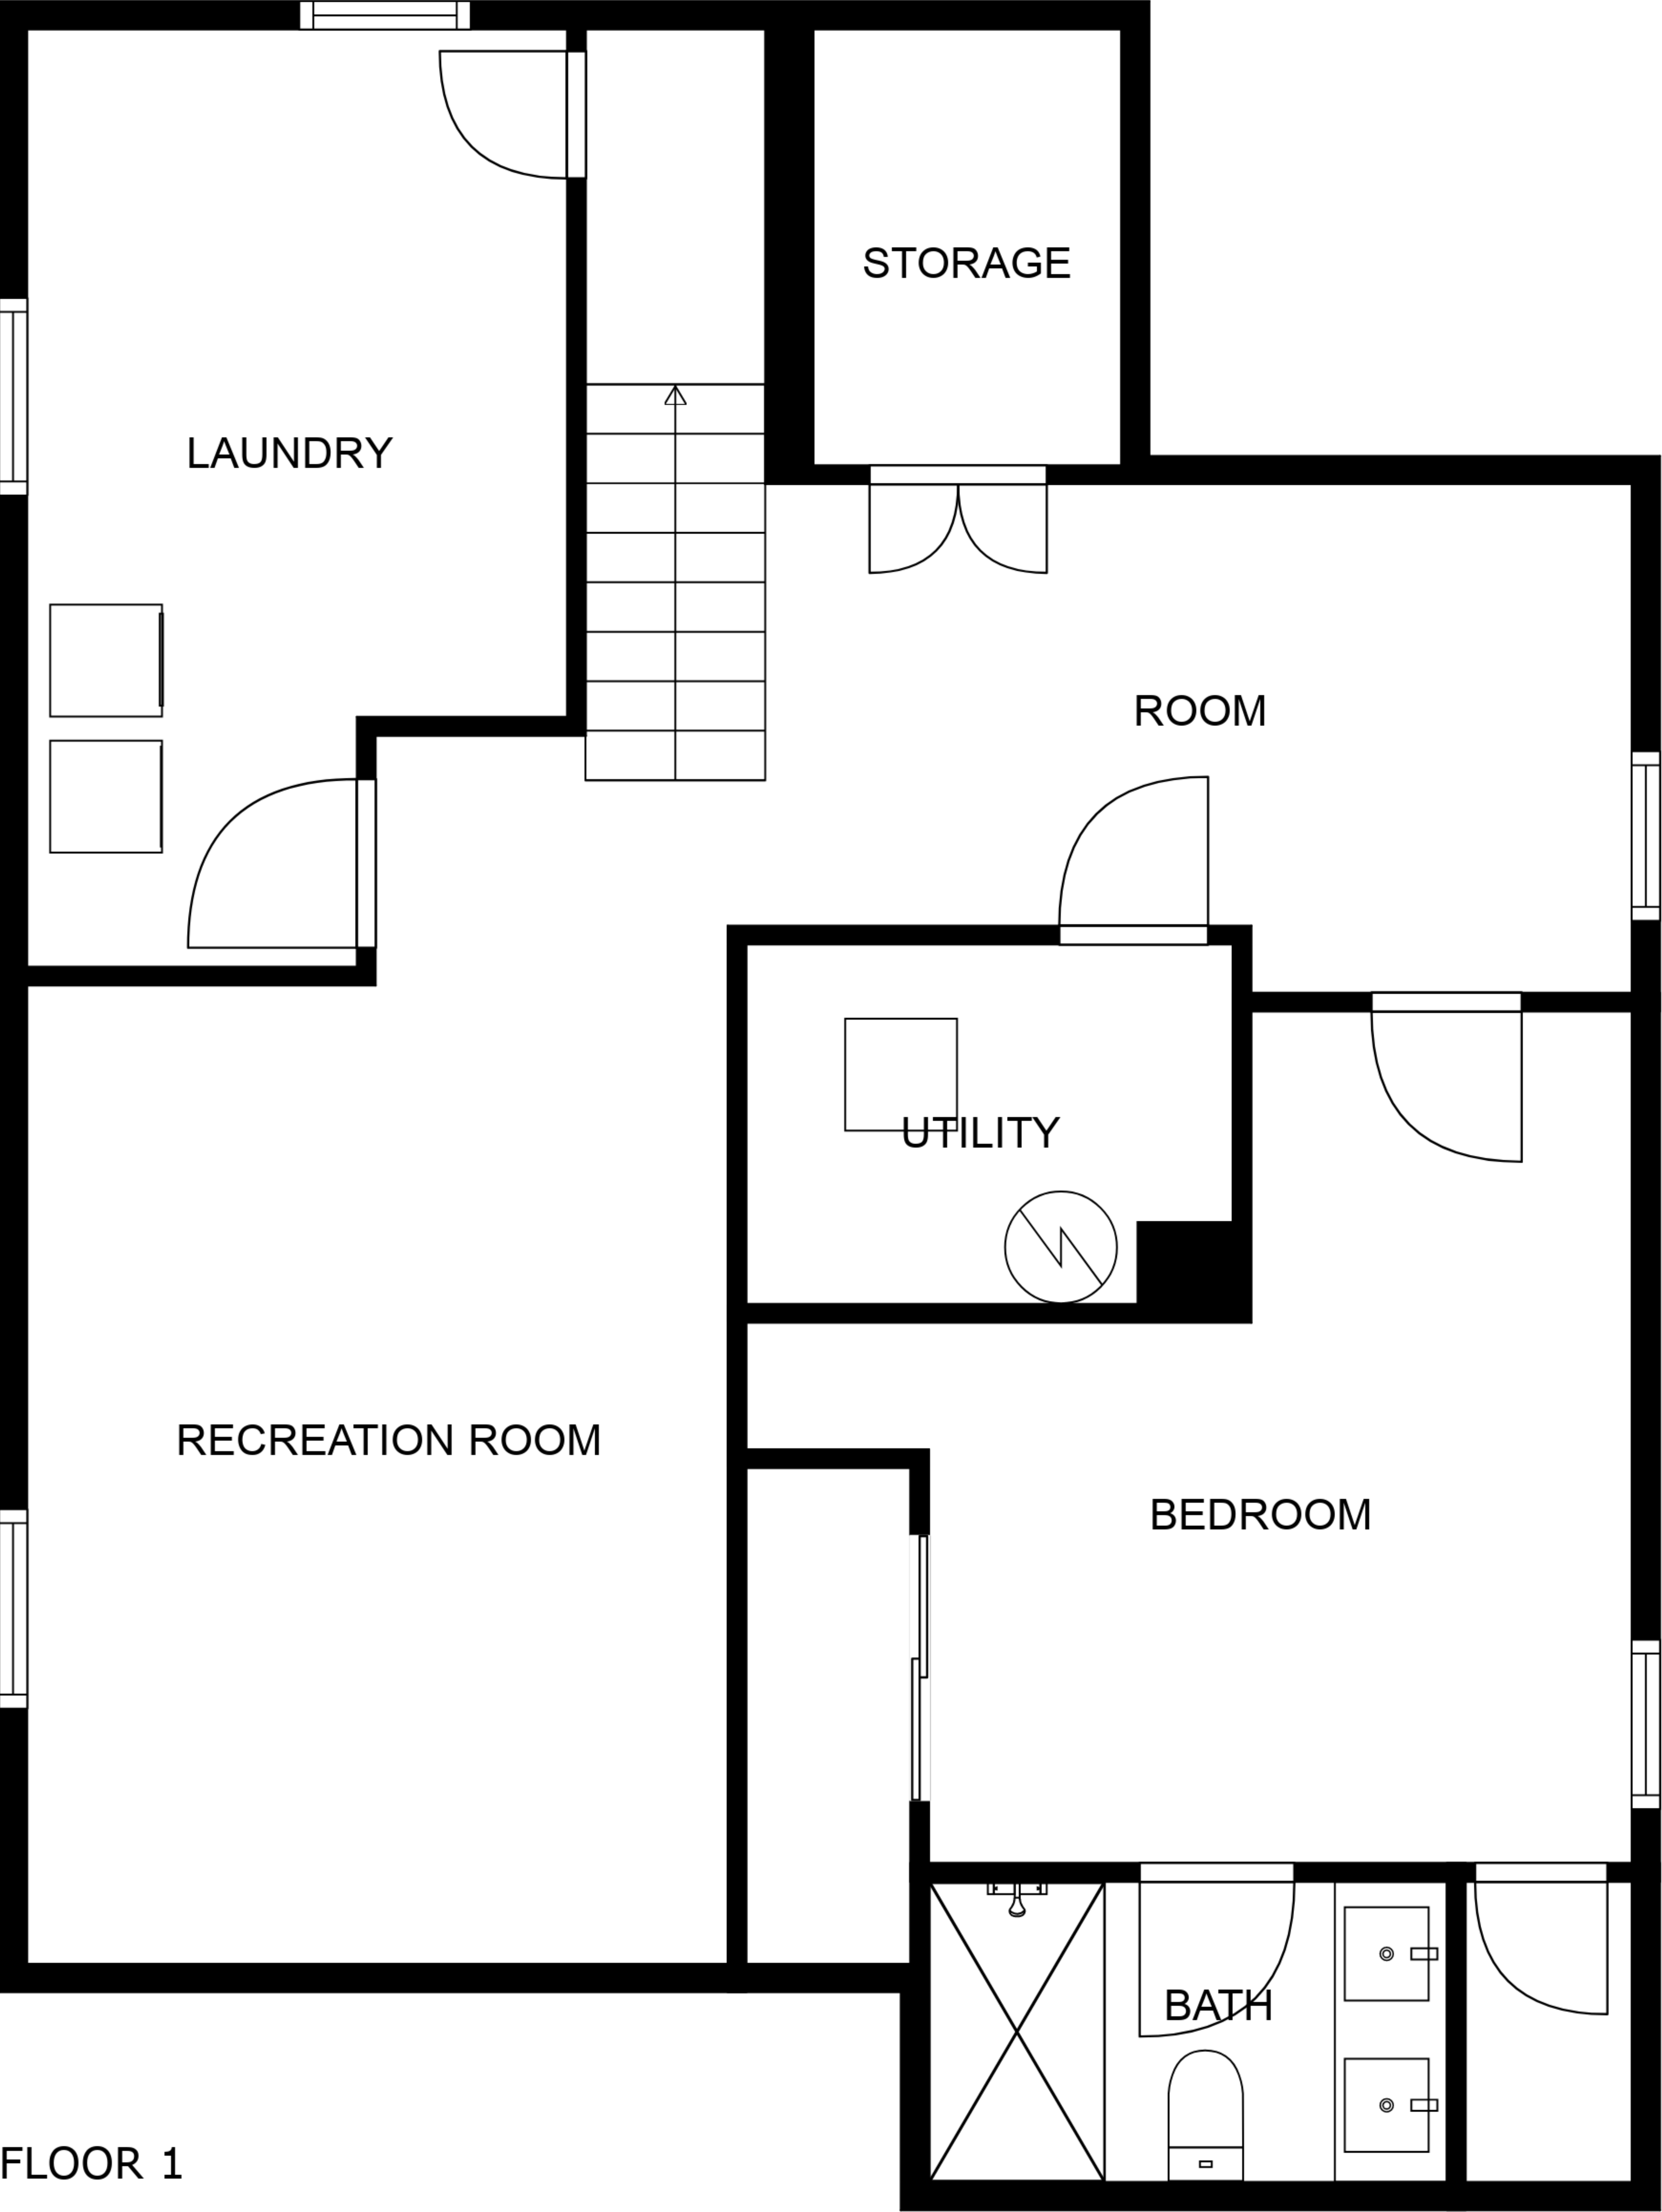 STORAGE
LAUNDRY
ROOM
UTILITY
RECREATION ROOM
BEDROOM
BATH
FLOOR 1